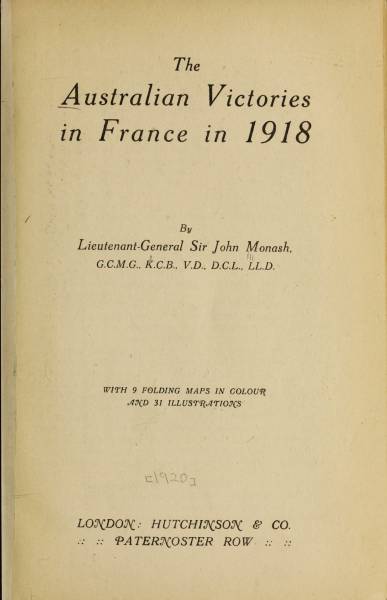 The
Australian Victories
in France in 1918
By
Lieutenant-General Sir John Monash,
G.C.M.G., K.C.B., V.D., D.C.L., LL.D.
WITH 9 FOLDING MAPS IN COLOUR
AND 31 ILLUSTRATIONS
[1920]
LONDON: HUTCHINSON & CO.
:: :: PATERNOSTER ROW :: ::